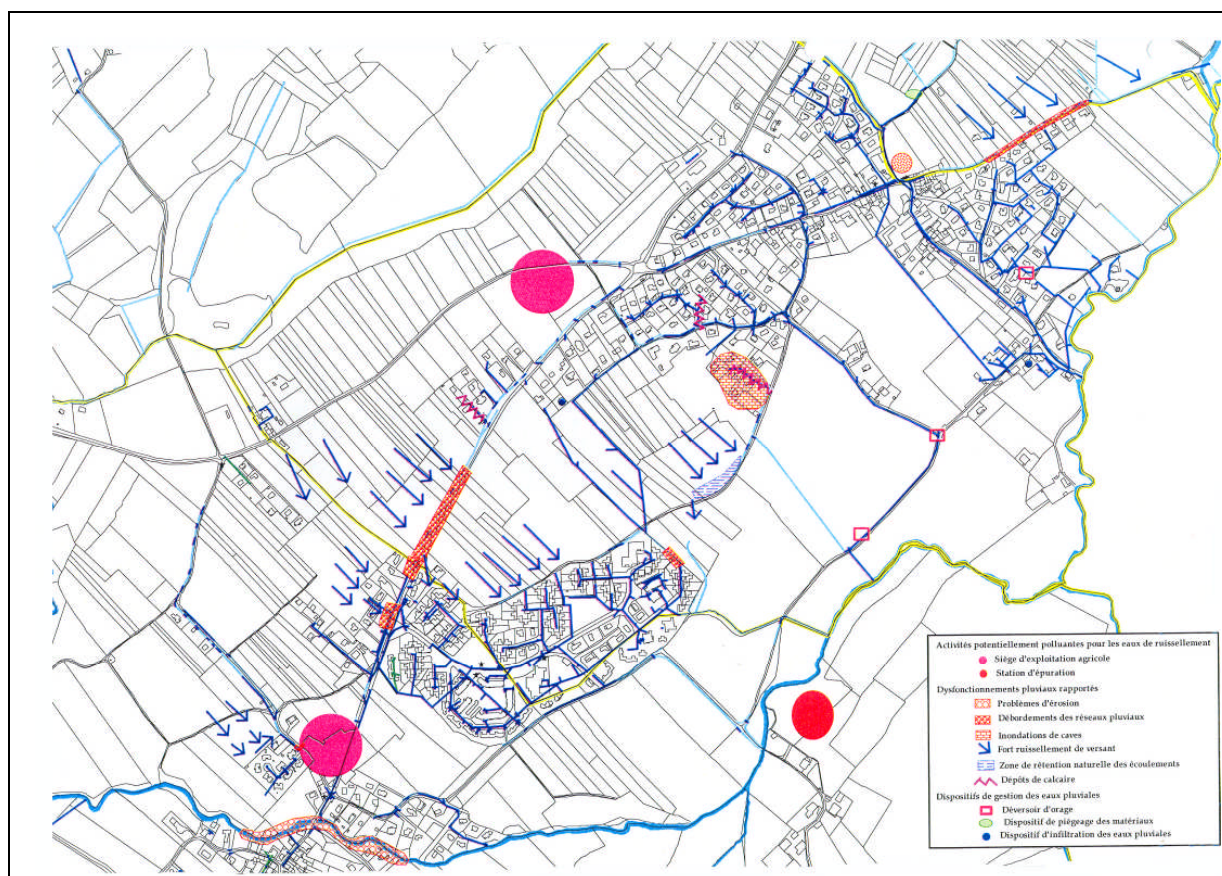 Activités potentiellement polluantes pour les eaux de ruissellement
Siège d'exploitation agricole
Station d'épuration
Dysfonctionnements pluviaux rapportés
Problèmes d'érosion
Débordements des réseaux pluviaux
Inondations de caves
Fort ruissellement de versant
Zone de rétention naturelle des écoulements
Dépôts de calcaire
Dispositifs de gestion des eaux pluviales
Déversoir d'orage
Dispositif de piégrage des matériaux
Dispositif d'infiltration des eaux pluviales